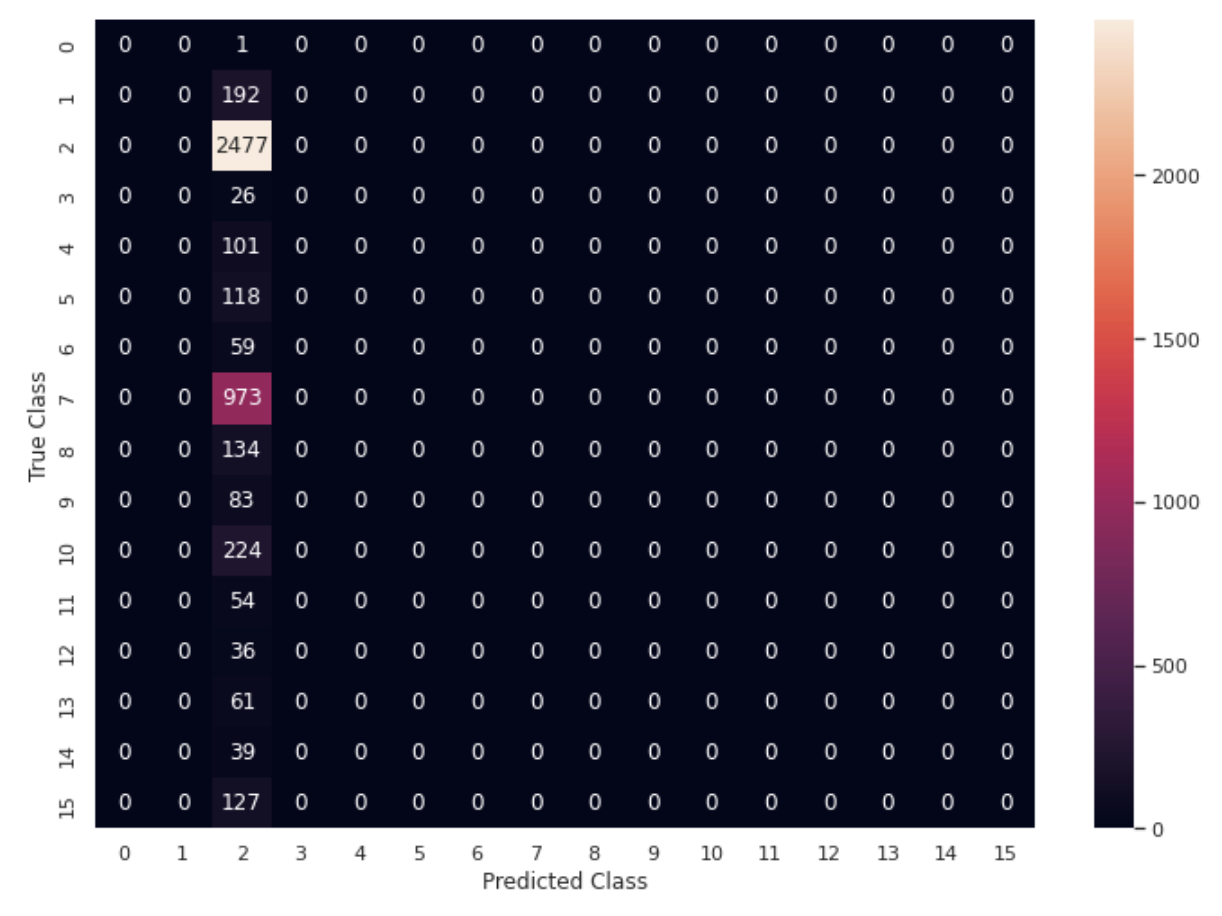 0 0 0 1 0 0 0 0 0 0 0 0 0 0 0 0 0
1 0 0 192 0 0 0 0 0 0 0 0 0 0 0 0 0
2 0 0 2477 0 0 0 0 0 0 0 0 0 0 0 0 0
3 0 0 26 0 0 0 0 0 0 0 0 0 0 0 0 0
4 0 0 101 0 0 0 0 0 0 0 0 0 0 0 0 0
5 0 0 118 0 0 0 0 0 0 0 0 0 0 0 0 0
6 0 0 59 0 0 0 0 0 0 0 0 0 0 0 0 0
7 0 0 973 0 0 0 0 0 0 0 0 0 0 0 0 0
8 0 0 134 0 0 0 0 0 0 0 0 0 0 0 0 0
9 0 0 83 0 0 0 0 0 0 0 0 0 0 0 0 0
10 0 0 224 0 0 0 0 0 0 0 0 0 0 0 0 0
11 0 0 54 0 0 0 0 0 0 0 0 0 0 0 0 0
12 0 0 36 0 0 0 0 0 0 0 0 0 0 0 0 0
13 0 0 61 0 0 0 0 0 0 0 0 0 0 0 0 0
14 0 0 39 0 0 0 0 0 0 0 0 0 0 0 0 0
15 0 0 127 0 0 0 0 0 0 0 0 0 0 0 0 0
0 1 2 3 4 5 6 7 8 9 10 11 12 13 14 15
Predicted Class
True Class
2000
1500
1000
500
0